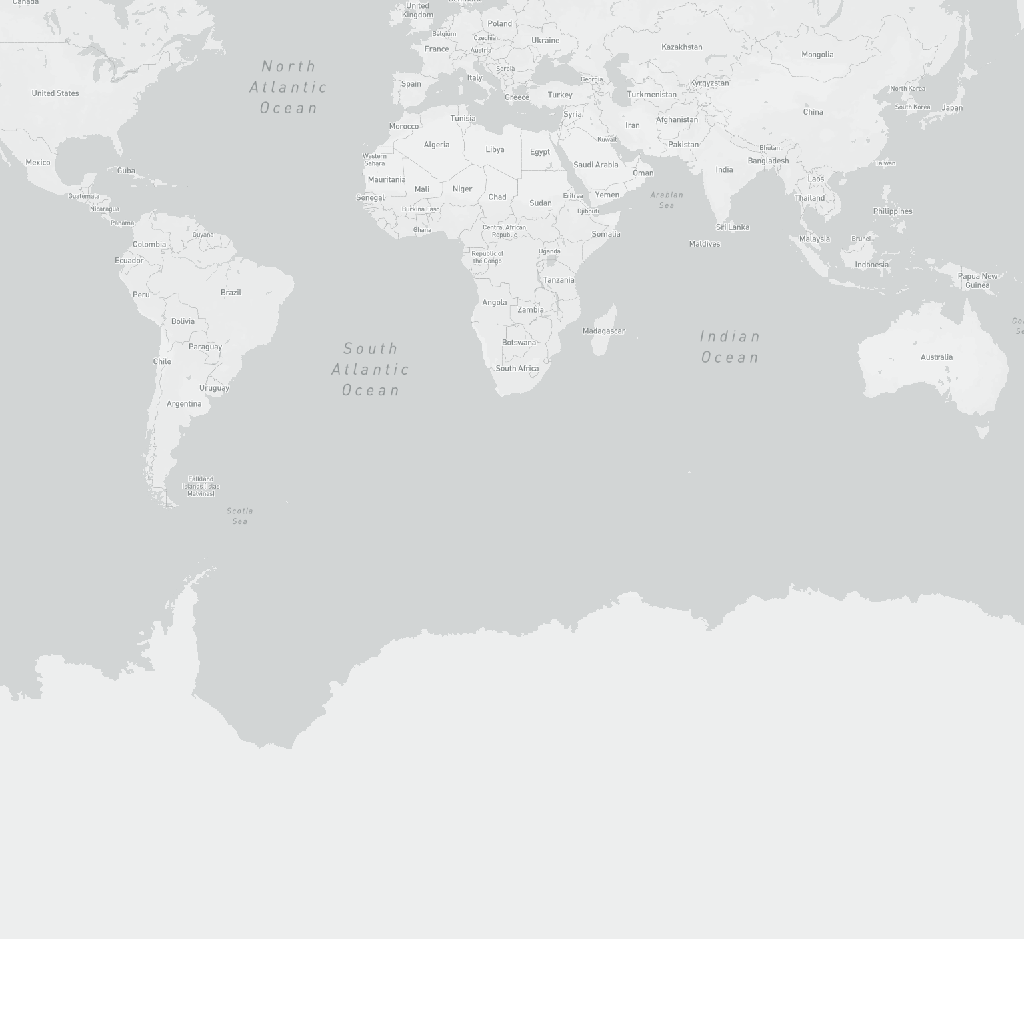 Canada
United
Kingdom
Poland
Belgium
Czechia
Ukraine
France
Austria
Kazakhstan
Mongolia
North
Atlantic
Ocean
Serbia
Italy
Georgia
Spain
Kyrgyzstan
North Korea
United States
Greece
Turkey
Turkmenistan
South Korea
Japan
Syria
China
Tunisia
Afghanistan
Morocco
Iran
Algeria
Kuwait
Pakistan
Libya
Egypt
Bhutan
Western
Sahara
Bangladesh
Mexico
Saudi Arabia
Taiwan
Cuba
Oman
India
Mauritania
Laos
Mali
Niger
Guatemala
Senegal
Chad
Eritrea
Yemen
Arabian
Sea
Thailand
Nicaragua
Burkina Faso
Sudan
Djibouti
Philippines
Panama
Ghana
Central African
Republic
Sri Lanka
Guyana
Somalia
Malaysia
Brunei
Colombia
Maldives
Uganda
Ecuador
Republic of
the Congo
Indonesia
Tanzania
Papua New
Guinea
Peru
Brazil
Angola
Zambia
Bolivia
Madagascar
Indian
Ocean
Botswana
Paraguay
South
Atlantic
Ocean
Chile
Australia
South Africa
Uruguay
Argentina
Falkland
Islands (Islas
Malvinas)
Scotia
Sea